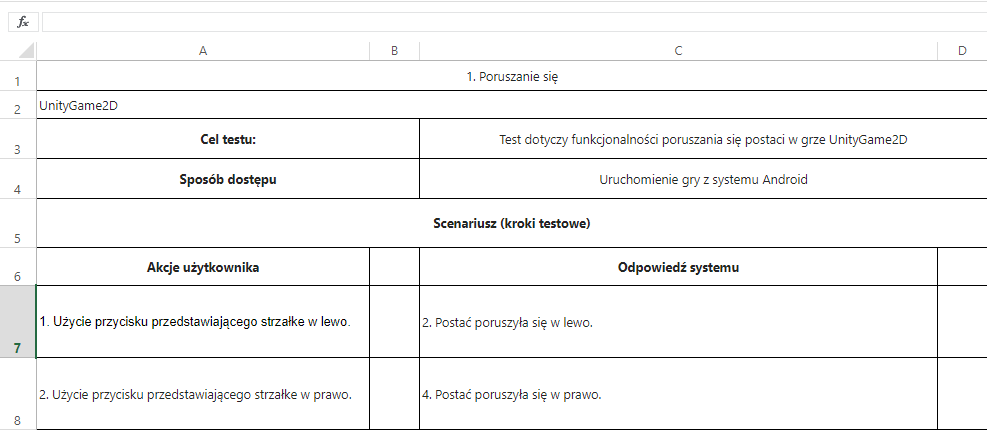 fx
A B C D
1 1. Poruszanie się
2 UnityGame2D
3 Cel testu: Test dotyczy funkcjonalności poruszania się postaci w grze UnityGame2D
4 Sposób dostępu Uruchomienie gry z systemu Android
5 Scenariusz (kroki testowe)
6 Akcje użytkownika Odpowiedź systemu
7 1. Użycie przycisku przedstawiającego strzałke w lewo. 2. Postać poruszyła się w lewo.
8 2. Użycie przycisku przedstawiającego strzałke w prawo. 4. Postać poruszyła się w prawo.